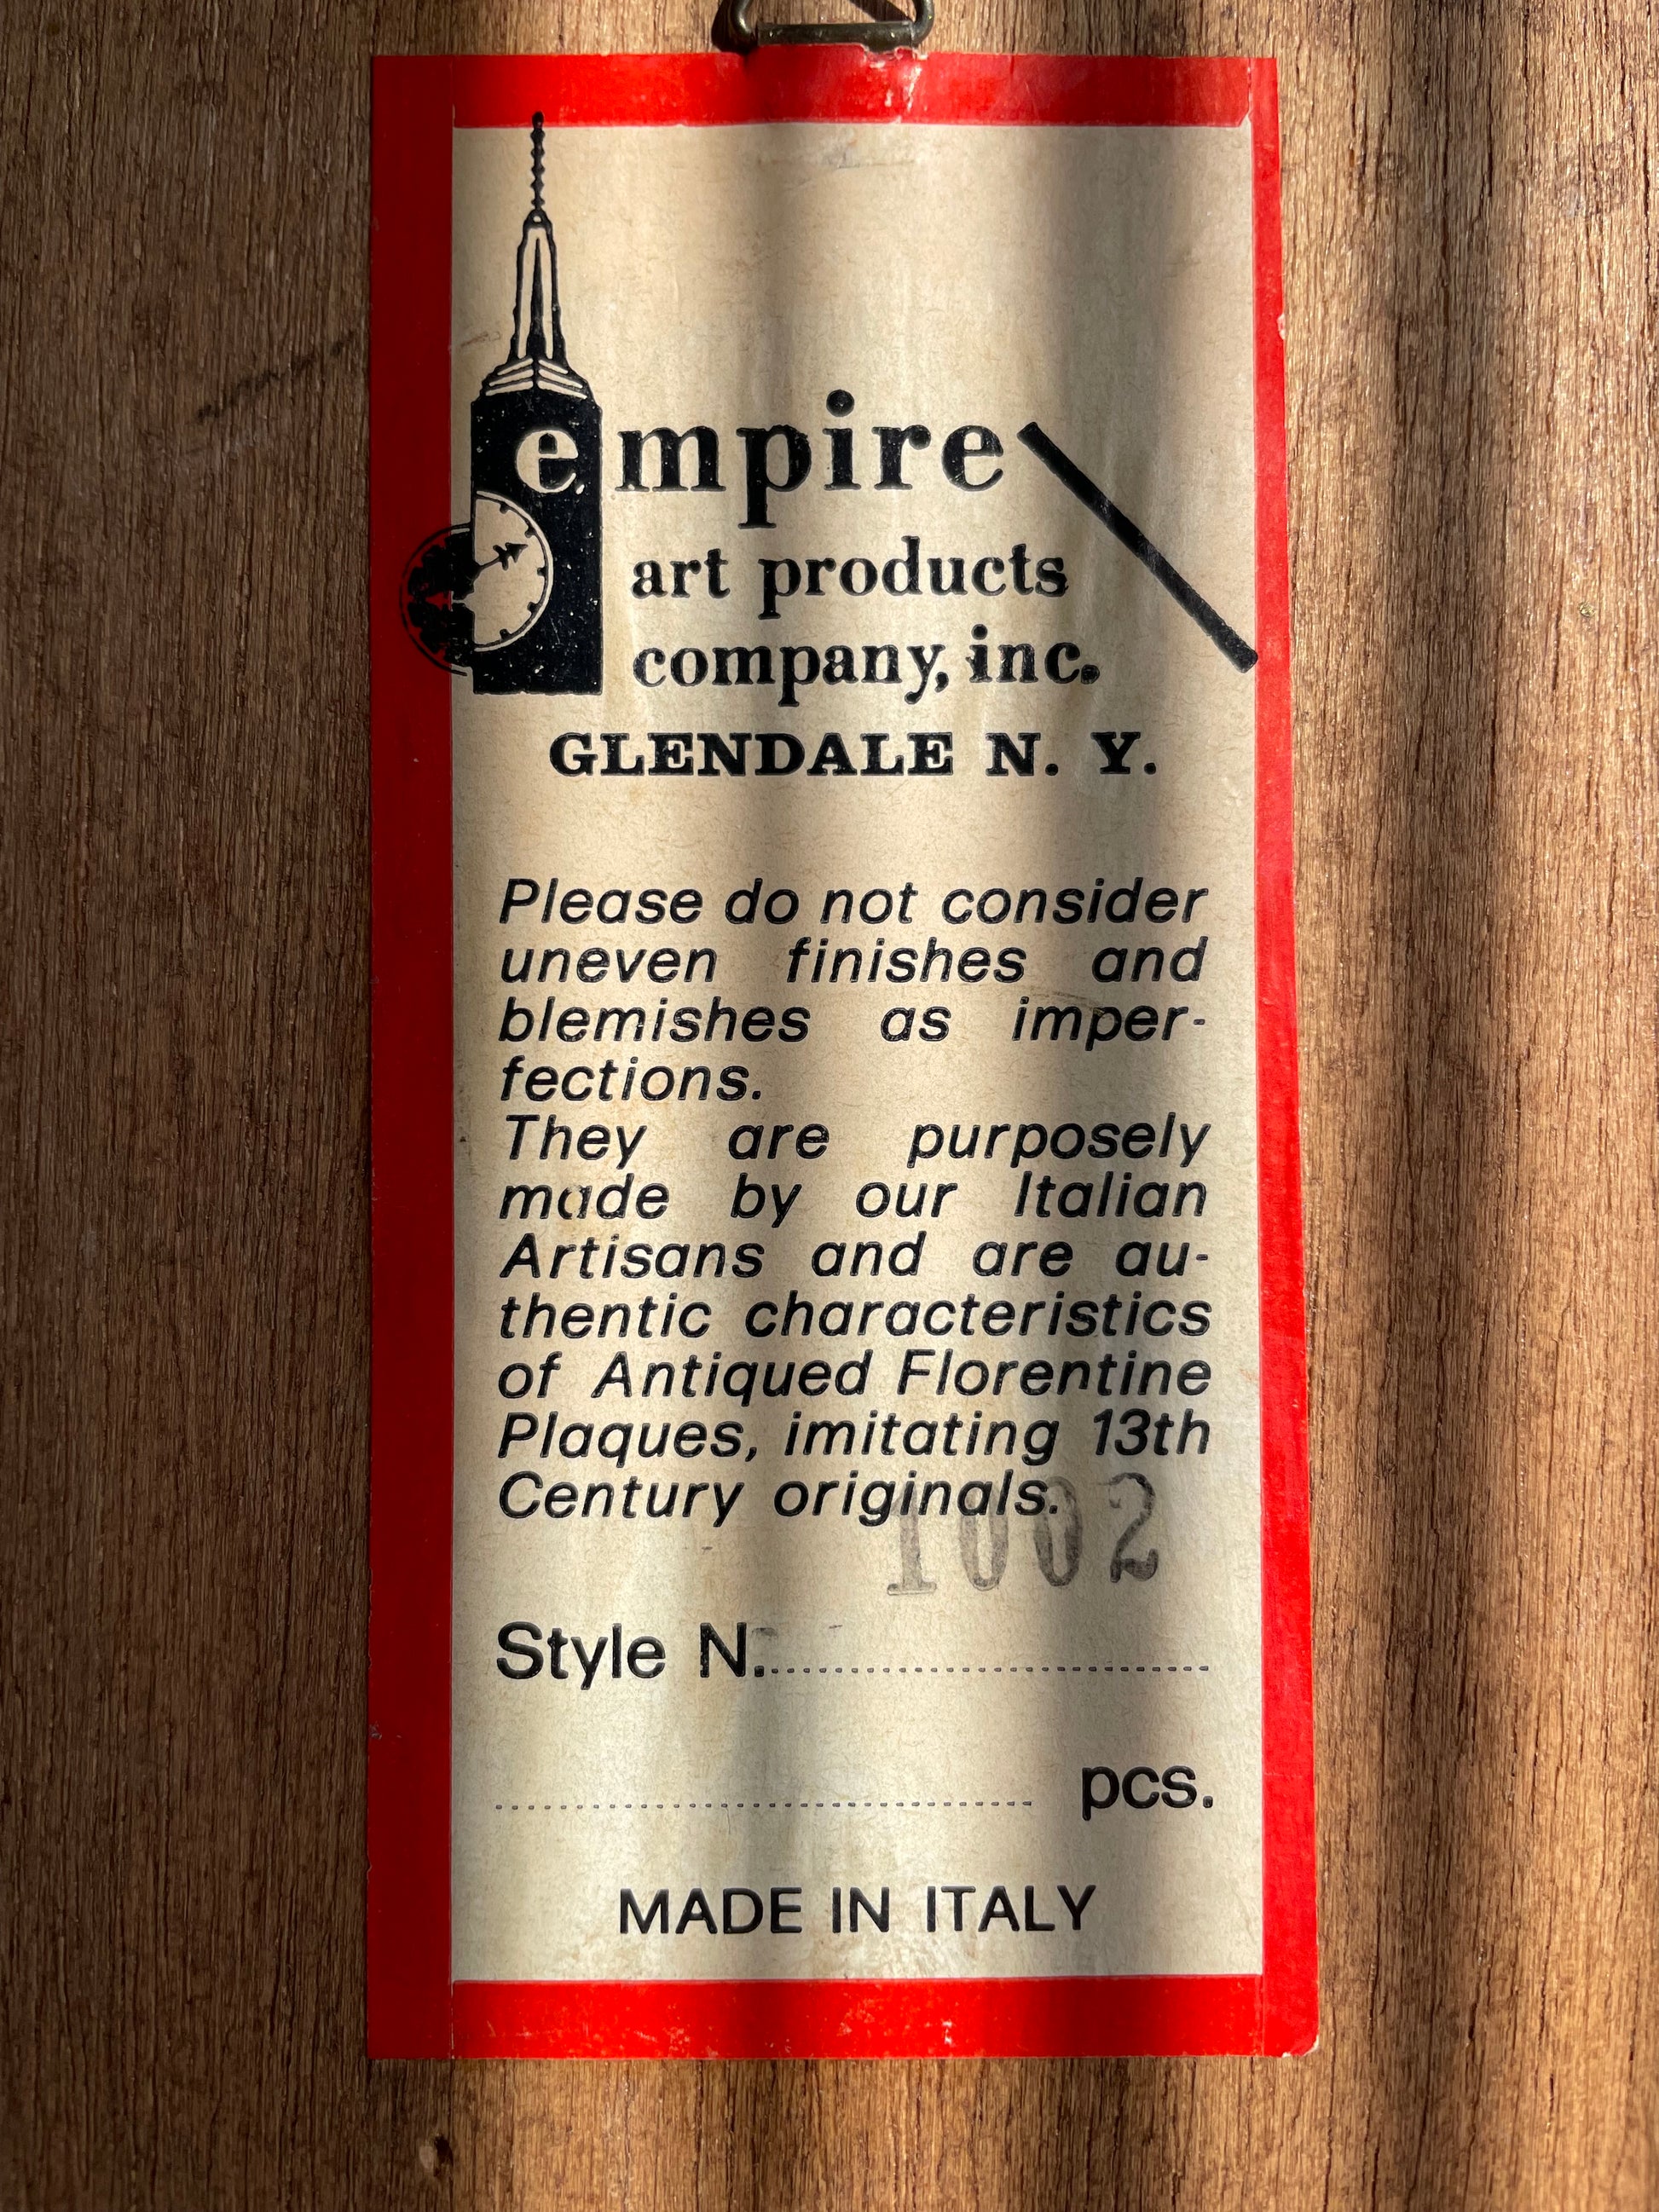 empire
art products
company, inc.
GLENDALE N. Y.
Please do not consider
uneven finishes and
blemishes as imper-
fections.
They are purposely
made by our Italian
Artisans and are au-
thentic characteristics
of Antiqued Florentine
Plaques, imitating 13th
Century originals.
1002
Style N.
pcs.
MADE IN ITALY